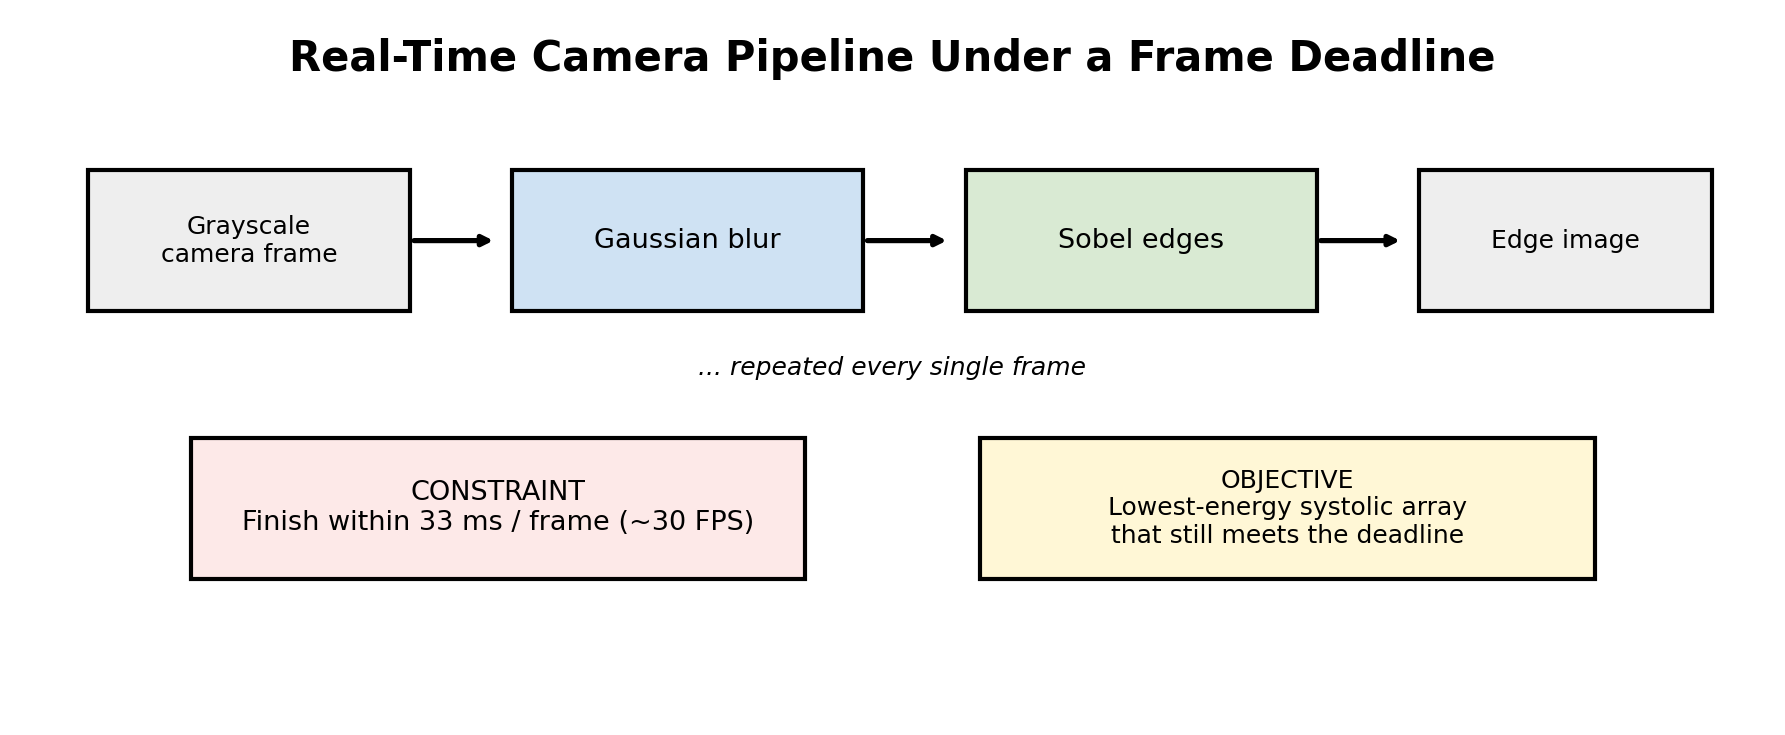 Real-Time Camera Pipeline Under a Frame Deadline
Grayscale
camera frame
Gaussian blur
Sobel edges
Edge image
... repeated every single frame
CONSTRAINT
Finish within 33 ms / frame (~30 FPS)
OBJECTIVE
Lowest-energy systolic array
that still meets the deadline